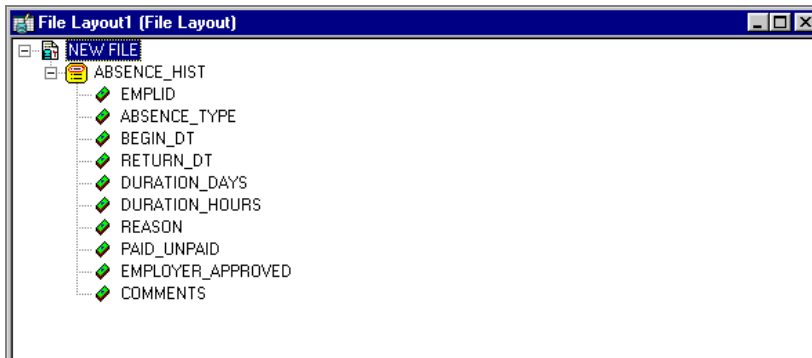 File Layout1 (File Layout)
NEW FILE
ABSENCE_HIST
EMPLID
ABSENCE_TYPE
BEGIN_DT
RETURN_DT
DURATION_DAYS
DURATION_HOURS
REASON
PAID_UNPAID
EMPLOYER_APPROVED
COMMENTS